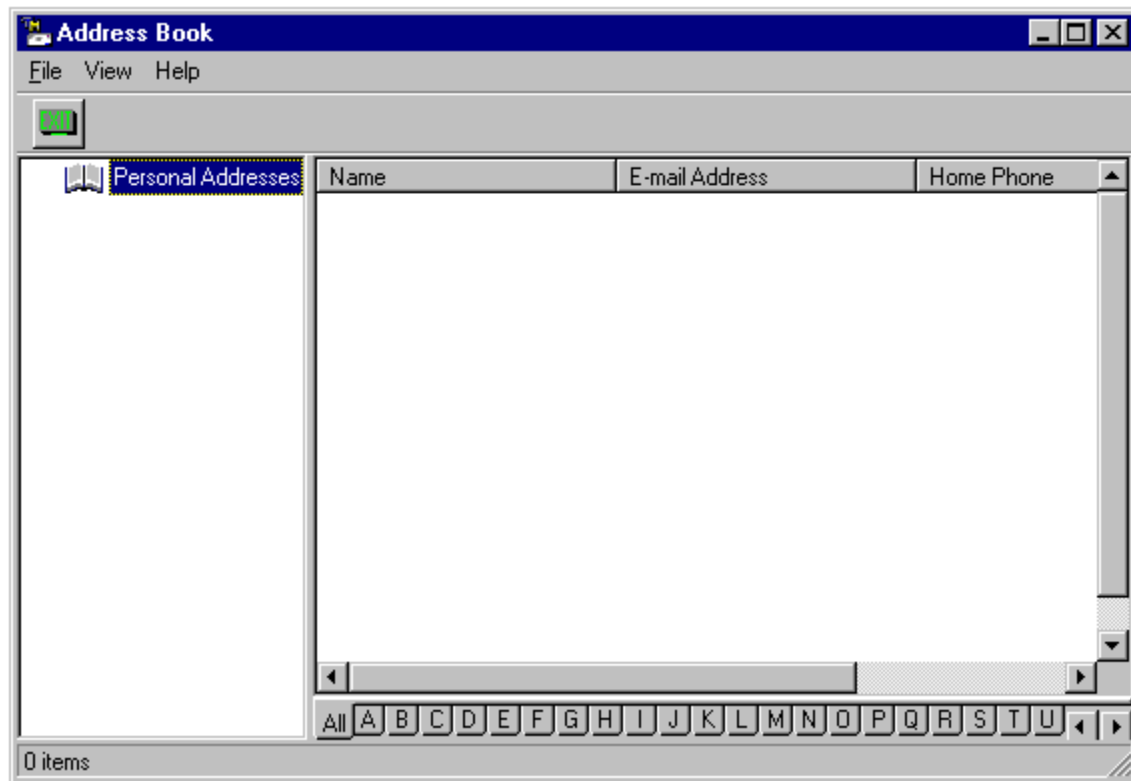 Address Book
File View Help
EXIT
Personal Addresses
Name E-mail Address Home Phone
All A B C D E F G H I J K L M N O P Q R S T U
0 items